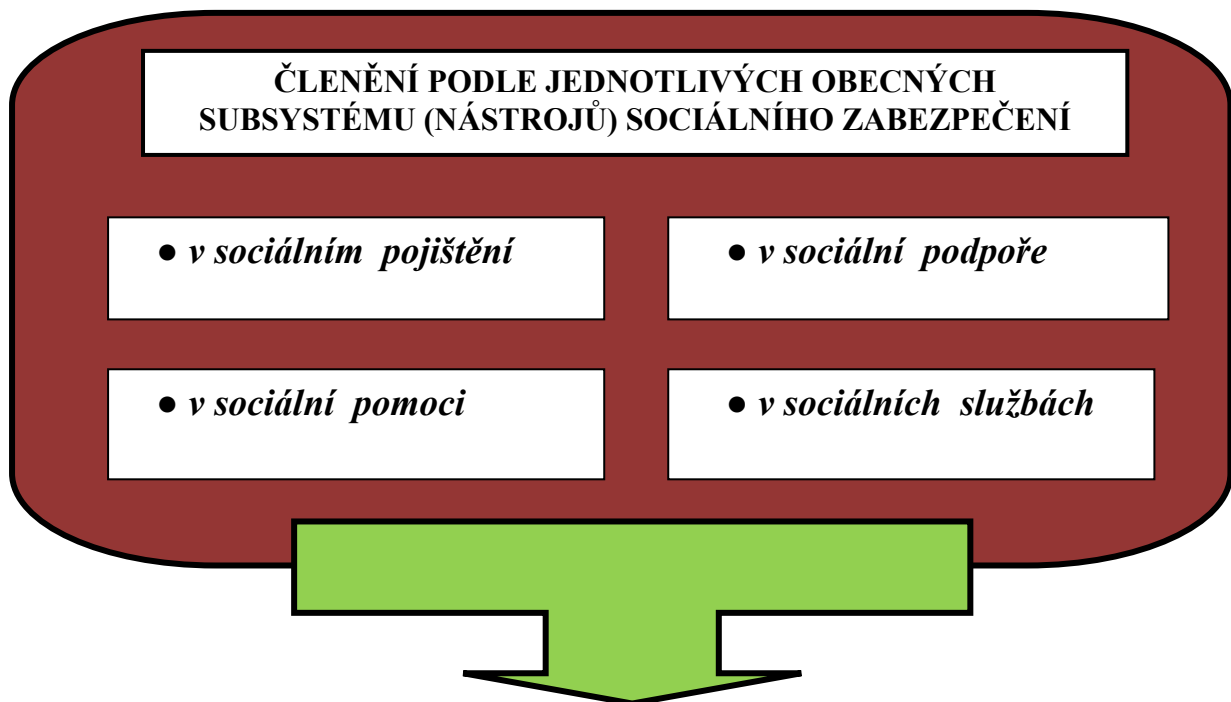 ČLENĚNÍ PODLE JEDNOTLIVÝCH OBECNÝCH
SUBSYSTÉMU (NÁSTROJŮ) SOCIÁLNÍHO ZABEZPEČENÍ
● v sociálním pojištění
● v sociální podpoře
● v sociální pomoci
● v sociálních službách